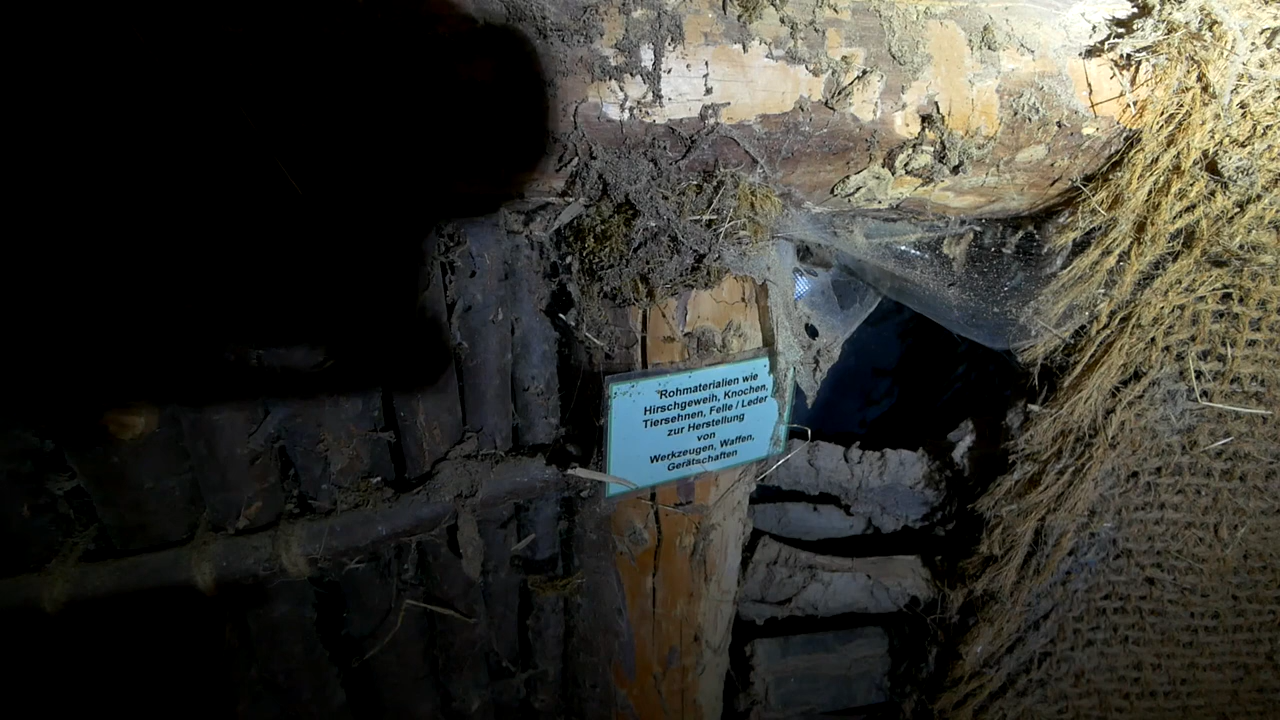 Rohmaterialien wie
Hirschgeweih, Knochen,
Tiersehnen, Felle / Leder
zur Herstellung
von
Werkzeugen, Waffen,
Gerätschaften